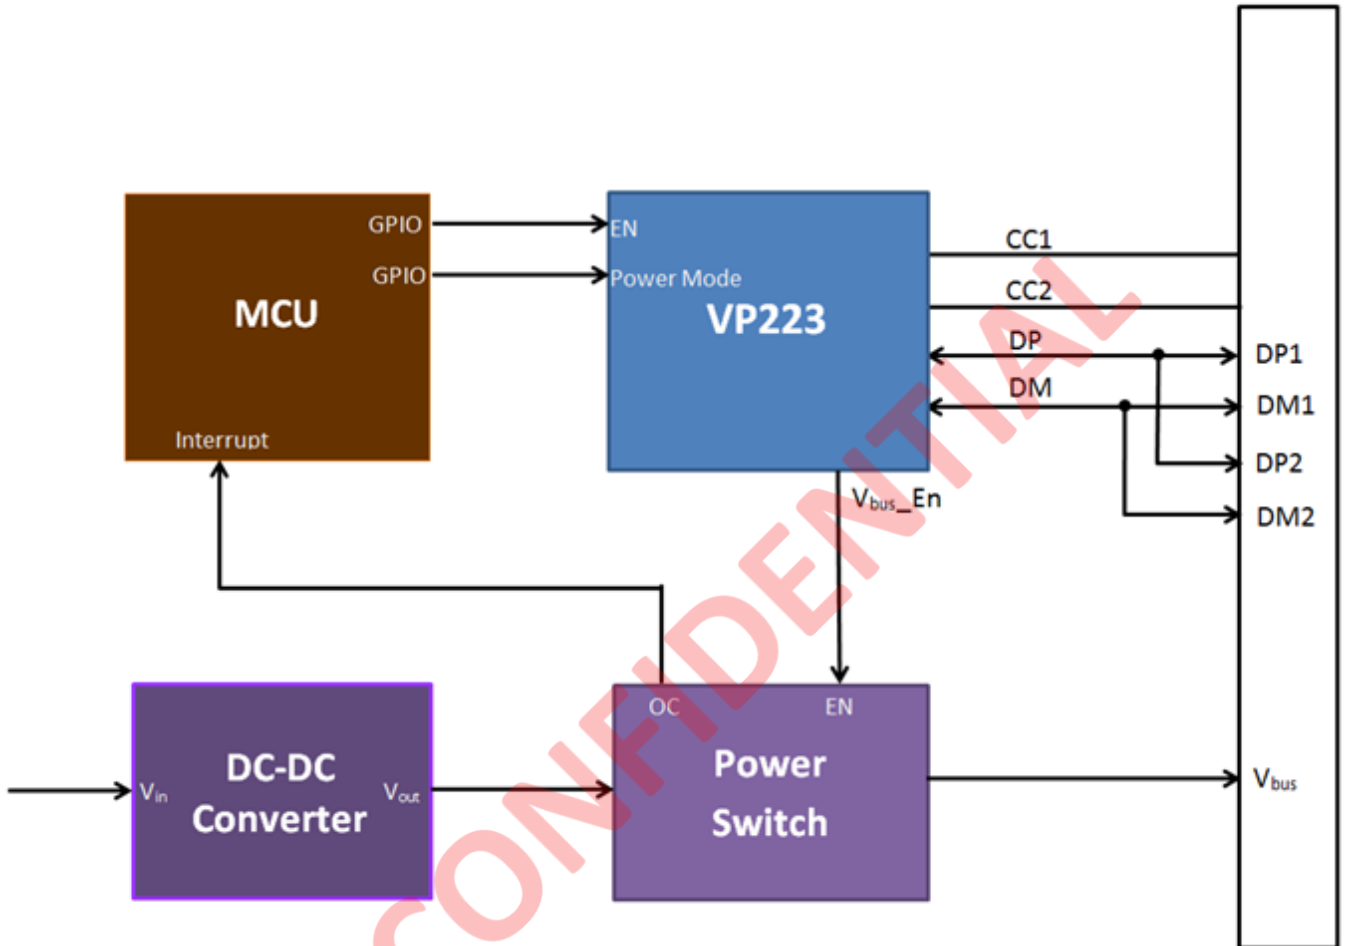 GPIO
GPIO
MCU
Interrupt
EN
Power Mode
VP223
CC1
CC2
DP
DM
DP1
DM1
DP2
DM2
Vbus_En
DC-DC
Converter
Vin
Vout
OC
EN
Power
Switch
Vbus
CONFIDENTIAL